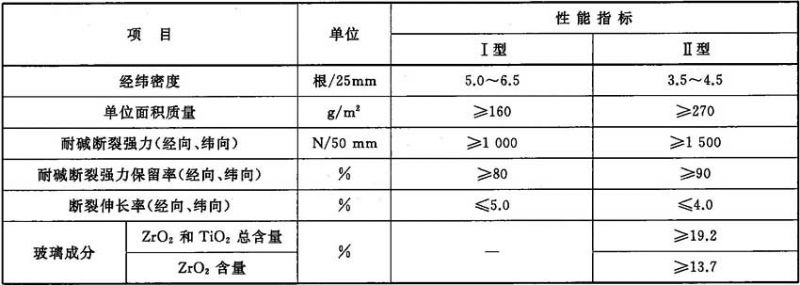 项 目 单位 性 能 指 标
Ⅰ型 Ⅱ型
经纬密度 根/25mm 5.0～6.5 3.5～4.5
单位面积质量 g/m² ≥160 ≥270
耐碱断裂强力(经向、纬向) N/50 mm ≥1 000 ≥1 500
耐碱断裂强力保留率(经向、纬向) % ≥80 ≥90
断裂伸长率(经向、纬向) % ≤5.0 ≤4.0
玻璃成分 ZrO₂ 和 TiO₂ 总含量 % — ≥19.2
ZrO₂ 含量 ≥13.7